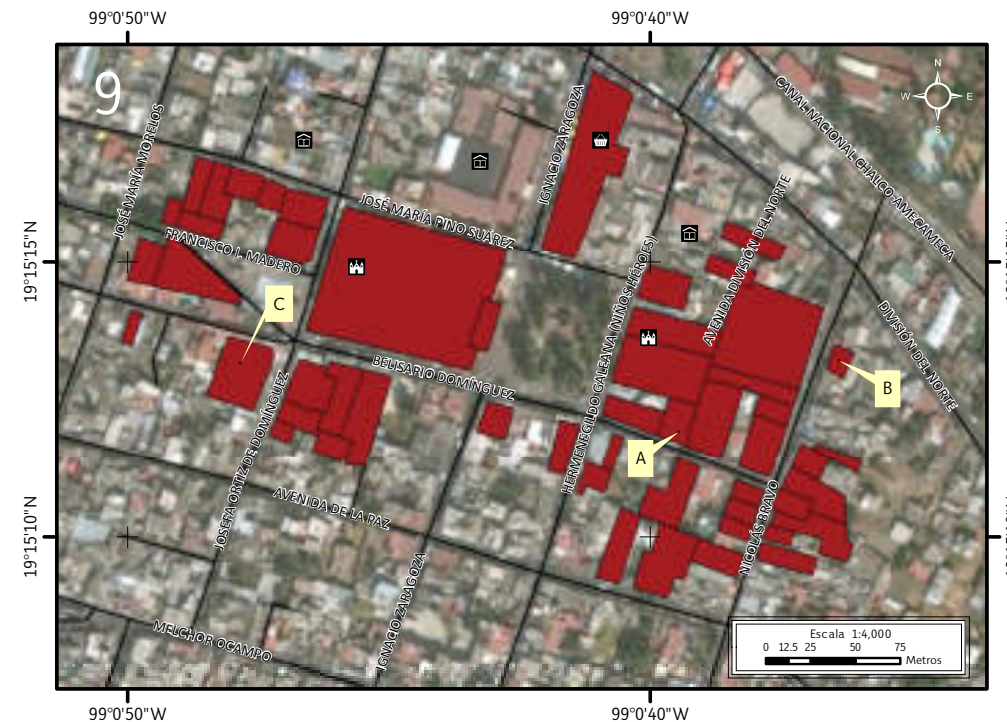 99°0'50"W
99°0'40"W
9
N
W
E
S
CANAL NACIONAL CHALCO-AMECAMECA
JOSÉ MARÍA MORELOS
IGNACIO ZARAGOZA
JOSÉ MARÍA PINO SUÁREZ
AVENIDA DIVISIÓN DEL NORTE
FRANCISCO I. MADERO
HERMENEGILDO GALEANA (NIÑOS HÉROES)
19°15'15"N
DIVISIÓN DEL NORTE
C
BELISARIO DOMÍNGUEZ
B
A
JOSEFA ORTIZ DE DOMÍNGUEZ
AVENIDA DE LA PAZ
NICOLÁS BRAVO
19°15'10"N
IGNACIO ZARAGOZA
MELCHOR OCAMPO
Escala 1:4,000
0 12.5 25 50 75
Metros
99°0'50"W
99°0'40"W